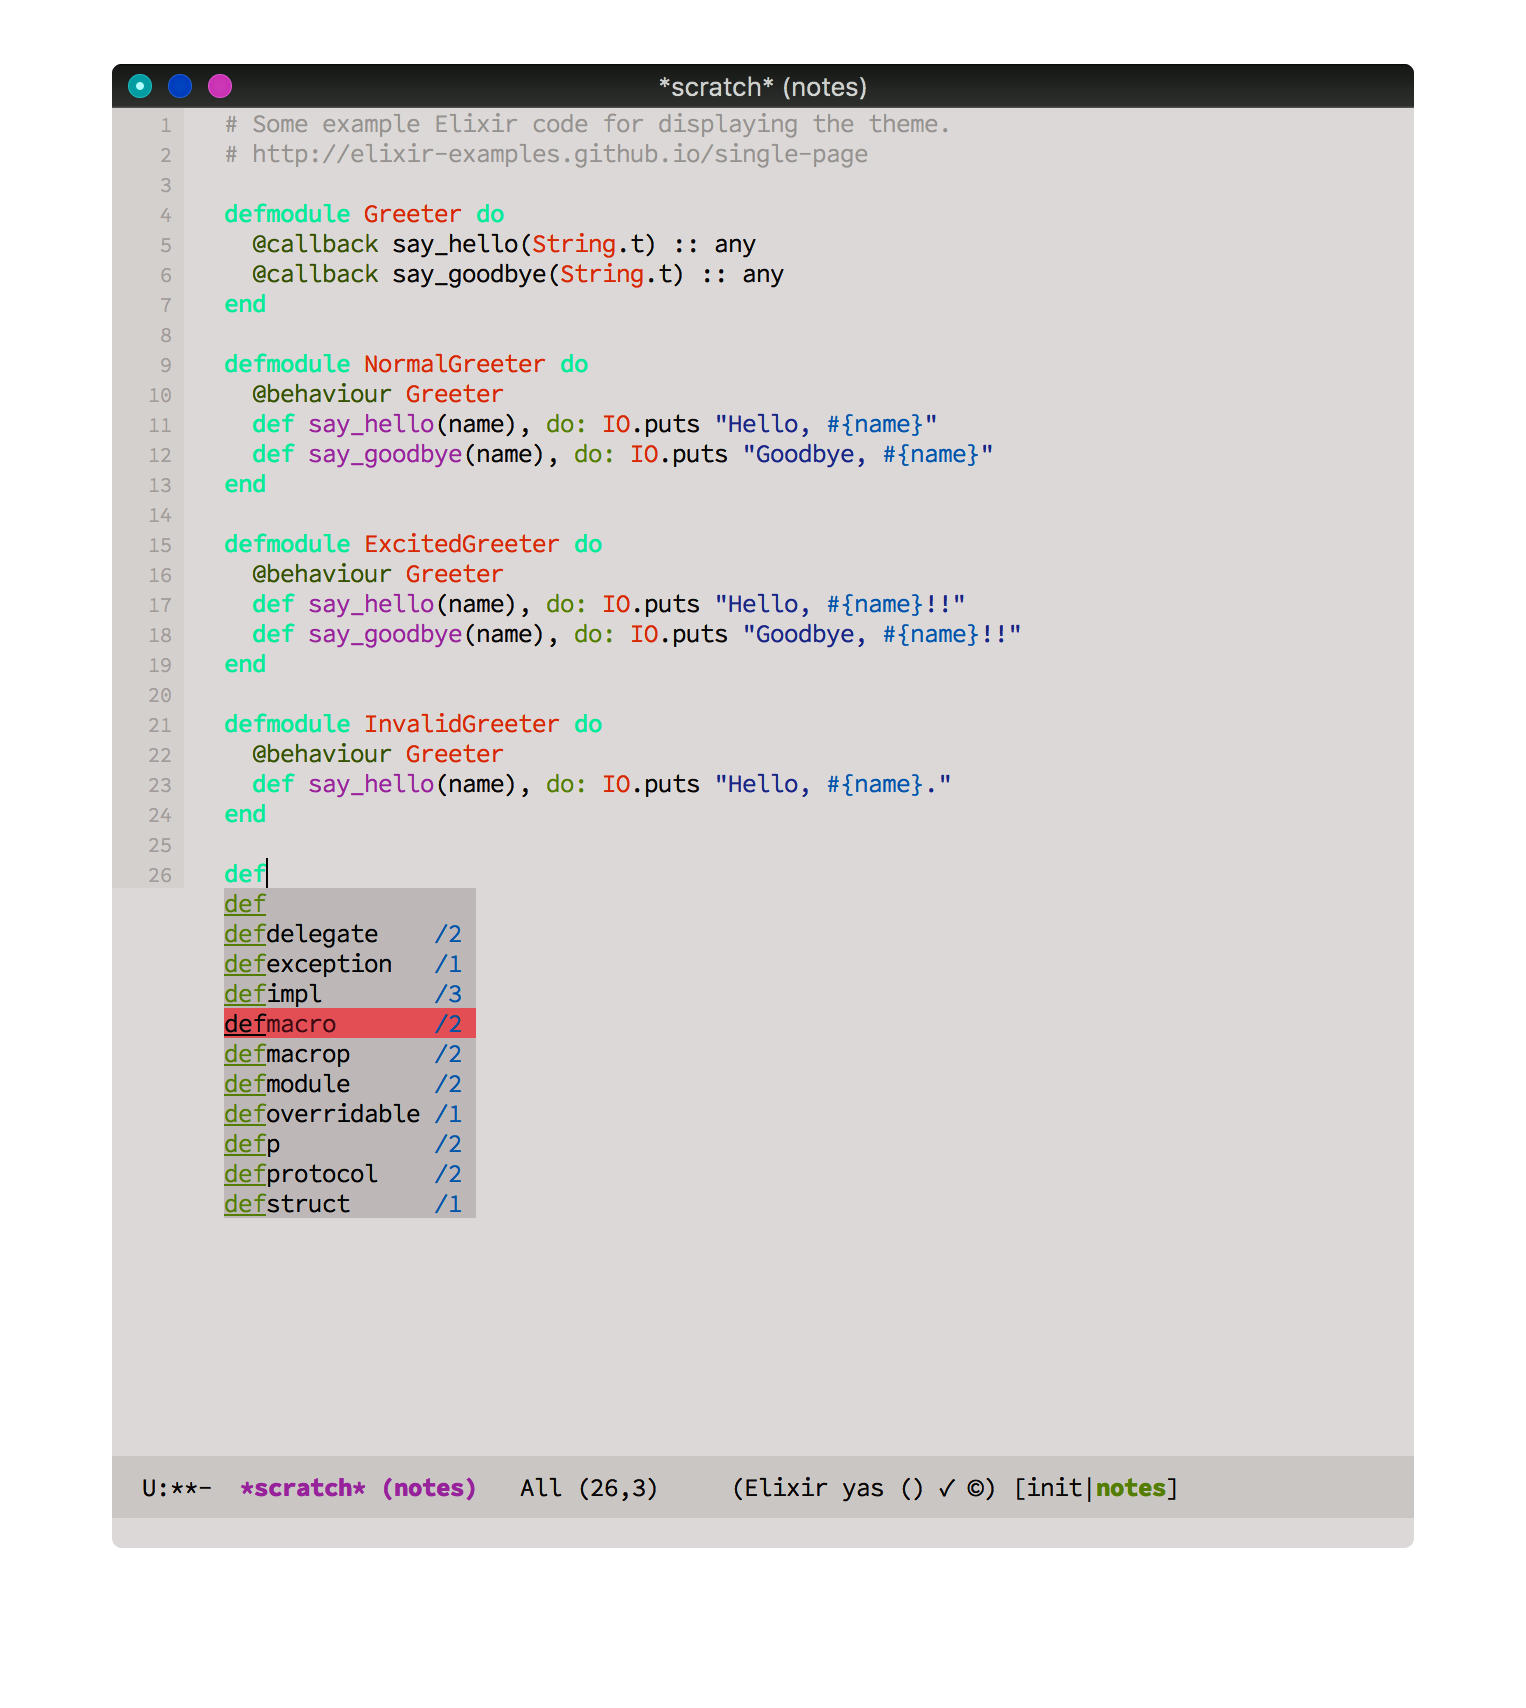 *scratch* (notes)
1 # Some example Elixir code for displaying the theme.
2 # http://elixir-examples.github.io/single-page
3
4 defmodule Greeter do
5   @callback say_hello(String.t) :: any
6   @callback say_goodbye(String.t) :: any
7 end
8
9 defmodule NormalGreeter do
10   @behaviour Greeter
11   def say_hello(name), do: IO.puts "Hello, #{name}"
12   def say_goodbye(name), do: IO.puts "Goodbye, #{name}"
13 end
14
15 defmodule ExcitedGreeter do
16   @behaviour Greeter
17   def say_hello(name), do: IO.puts "Hello, #{name}!!"
18   def say_goodbye(name), do: IO.puts "Goodbye, #{name}!!"
19 end
20
21 defmodule InvalidGreeter do
22   @behaviour Greeter
23   def say_hello(name), do: IO.puts "Hello, #{name}."
24 end
25
26 def
def
defdelegate /2
defexception /1
defimpl /3
defmacro /2
defmacrop /2
defmodule /2
defoverridable /1
defp /2
defprotocol /2
defstruct /1
U:**-  *scratch* (notes)   All (26,3)     (Elixir yas () ✓ ©) [init|notes]